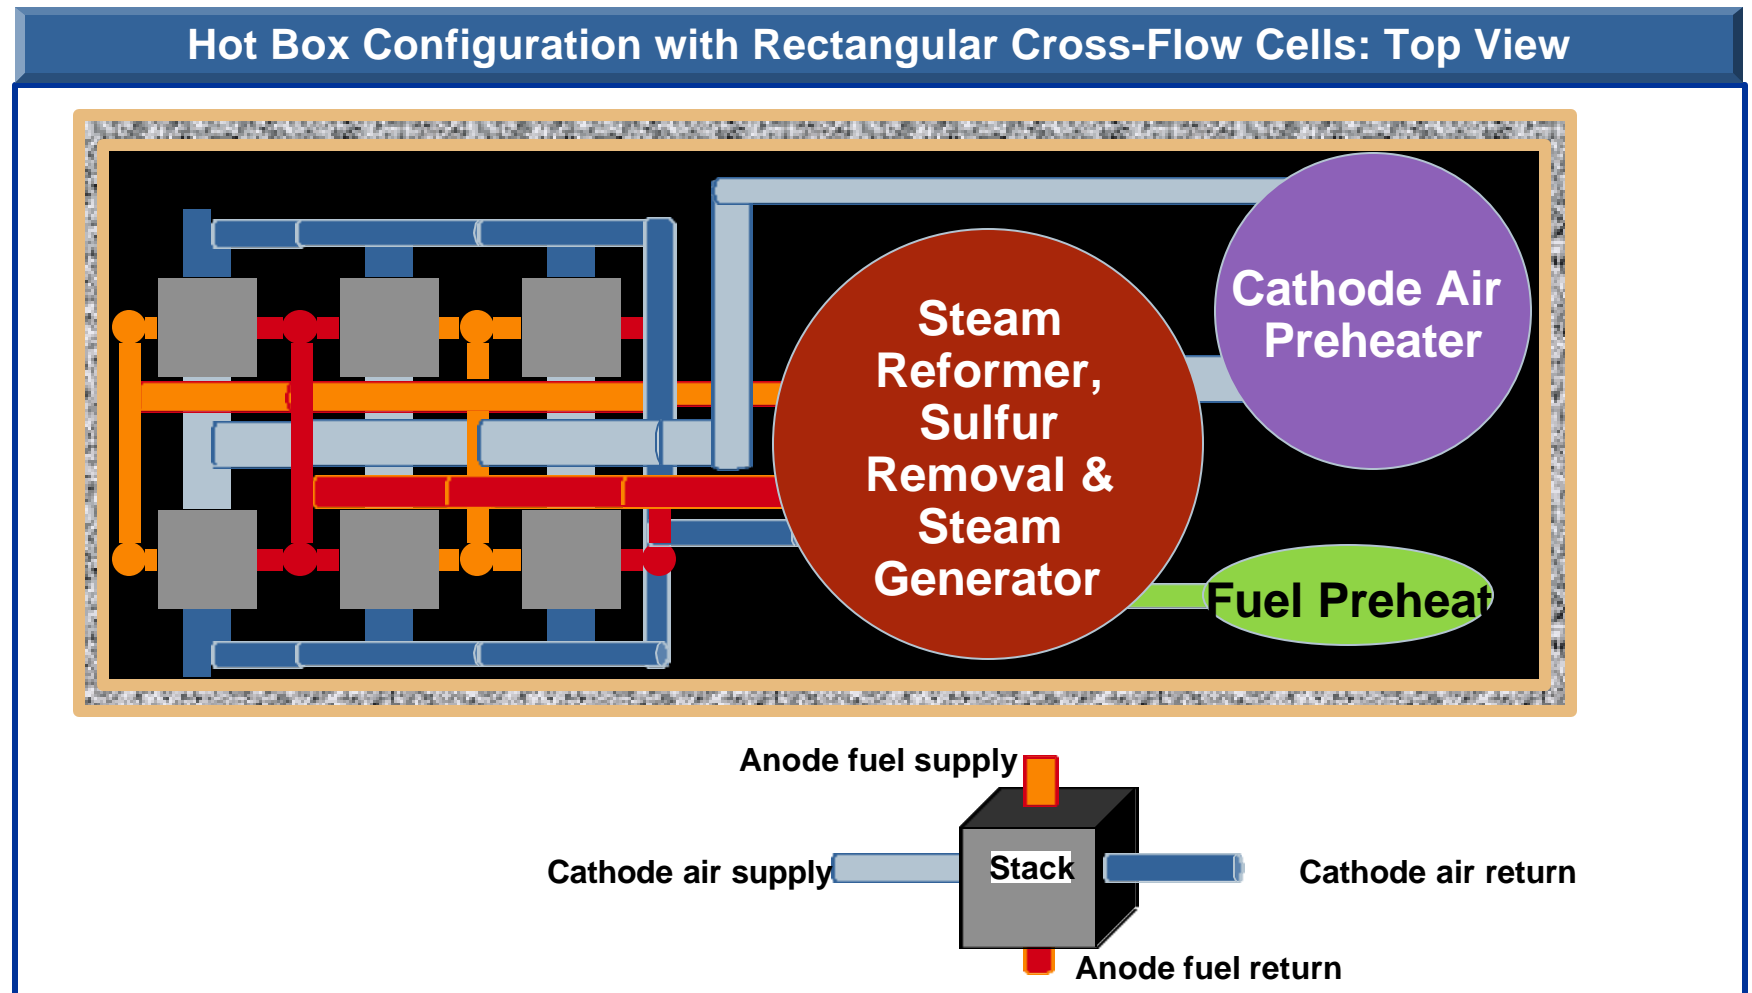 Hot Box Configuration with Rectangular Cross-Flow Cells: Top View
Steam
Reformer,
Sulfur
Removal &
Steam
Generator
Cathode Air
Preheater
Fuel Preheat
Anode fuel supply
Cathode air supply
Stack
Cathode air return
Anode fuel return